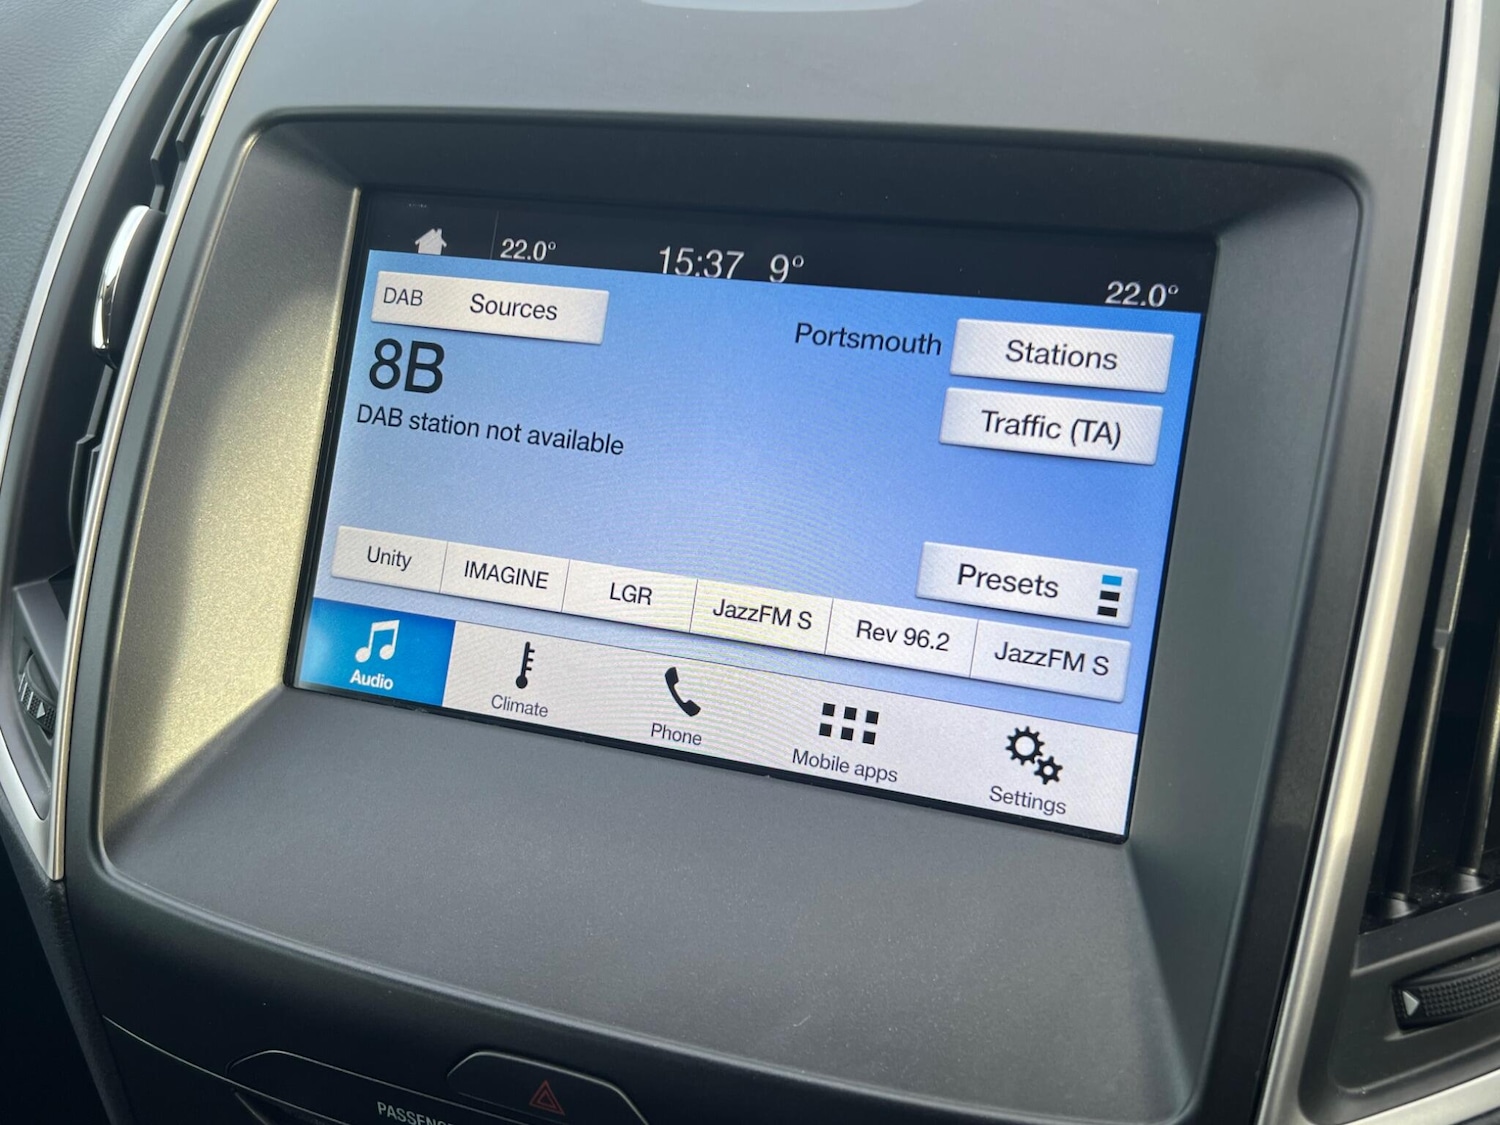 22.0°
15:37 9°
22.0°
DAB Sources
Portsmouth
Stations
8B
Traffic (TA)
DAB station not available
Presets
Unity
IMAGINE
LGR
JazzFM S
Rev 96.2
JazzFM S
Audio
Climate
Phone
Mobile apps
Settings